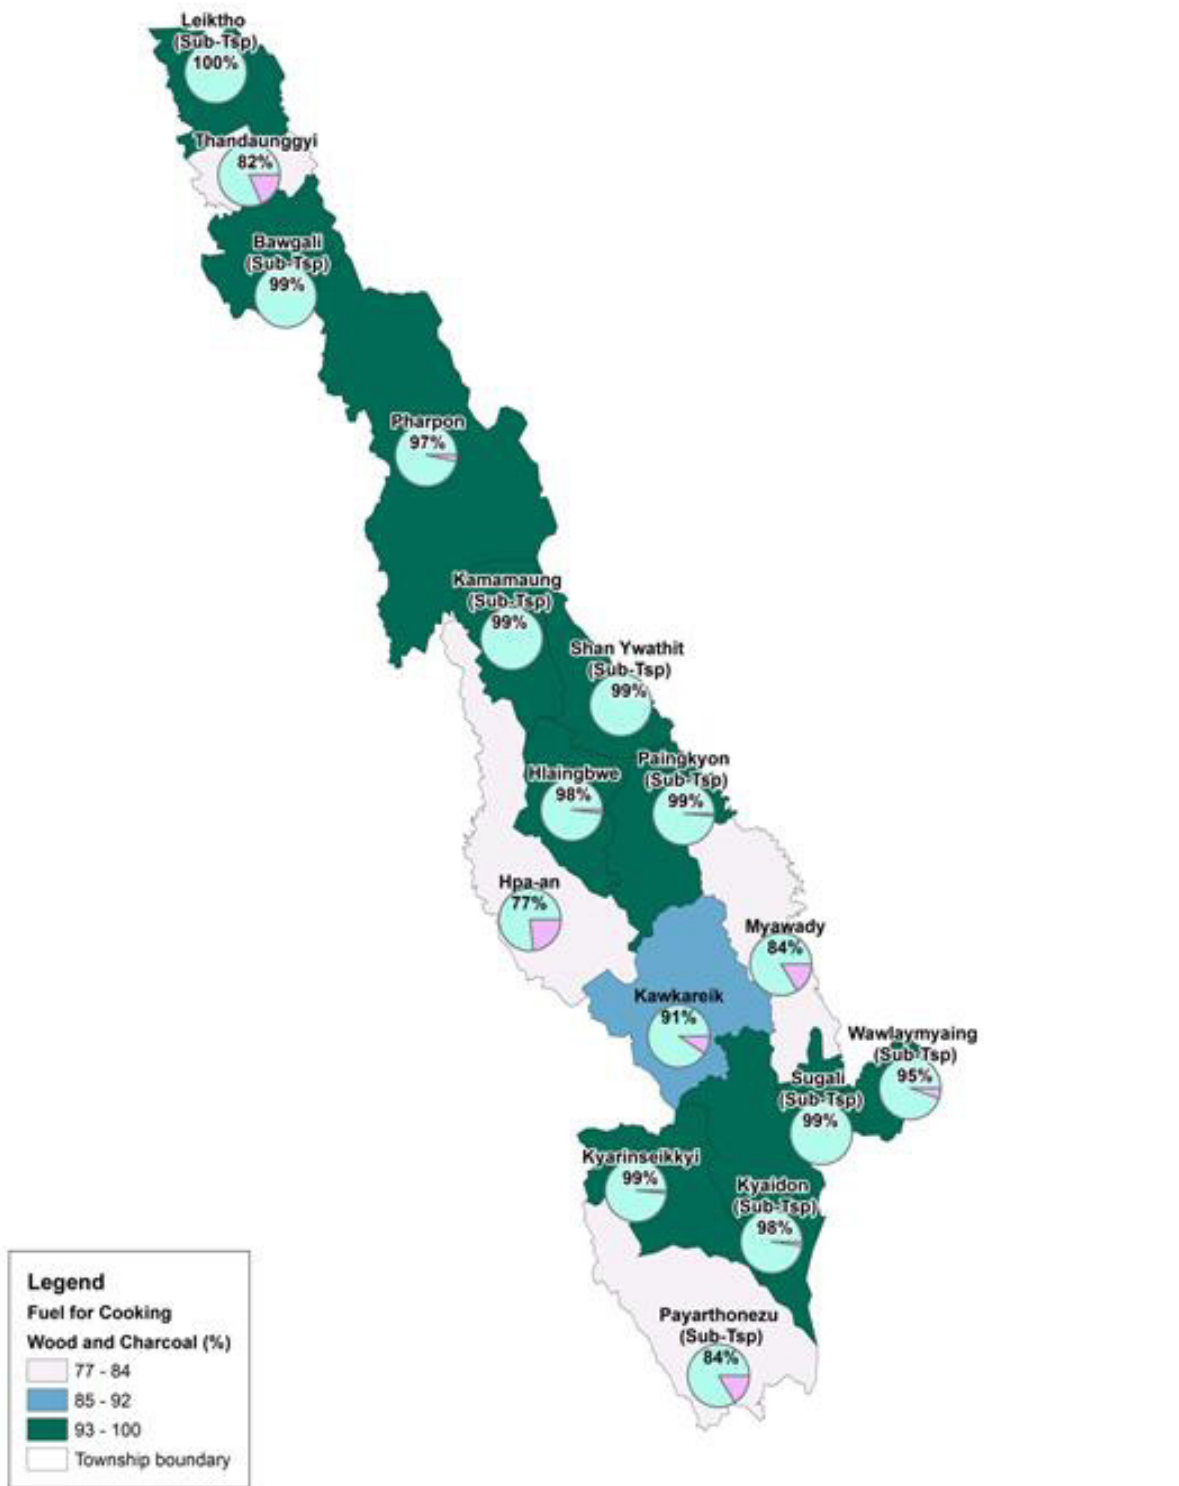 Leiktho
(Sub-Tsp)
100%
Thandaunggyi
82%
Bawgali
(Sub-Tsp)
99%
Pharpon
97%
Kamamaung
(Sub-Tsp)
99%
Shan Ywathit
(Sub-Tsp)
99%
Hlaingbwe
98%
Paingkyon
(Sub-Tsp)
99%
Hpa-an
77%
Myawady
84%
Kawkareik
91%
Wawlaymyaing
(Sub-Tsp)
95%
Sugali
(Sub-Tsp)
99%
Kyarinseikkyi
99%
Kyaidon
(Sub-Tsp)
98%
Payarthonezu
(Sub-Tsp)
84%
Legend
Fuel for Cooking
Wood and Charcoal (%)
77 - 84
85 - 92
93 - 100
Township boundary